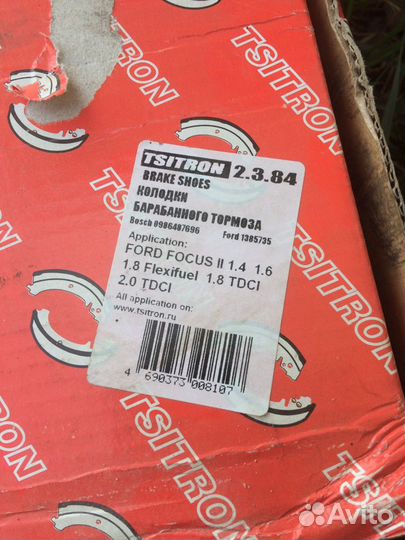 TSITRON
TSITRON
TSITRON 2.3.84
BRAKE SHOES
КОЛОДКИ
БАРАБАННОГО ТОРМОЗА
Bosch 0986487696 Ford 1385735
Application:
FORD FOCUS II 1.4 1.6
1.8 Flexifuel 1.8 TDCI
2.0 TDCI
All application on:
www.tsitron.ru
4 690373 008107
TSITRON
TSITRON
TSITRON
TSITRON
Avito